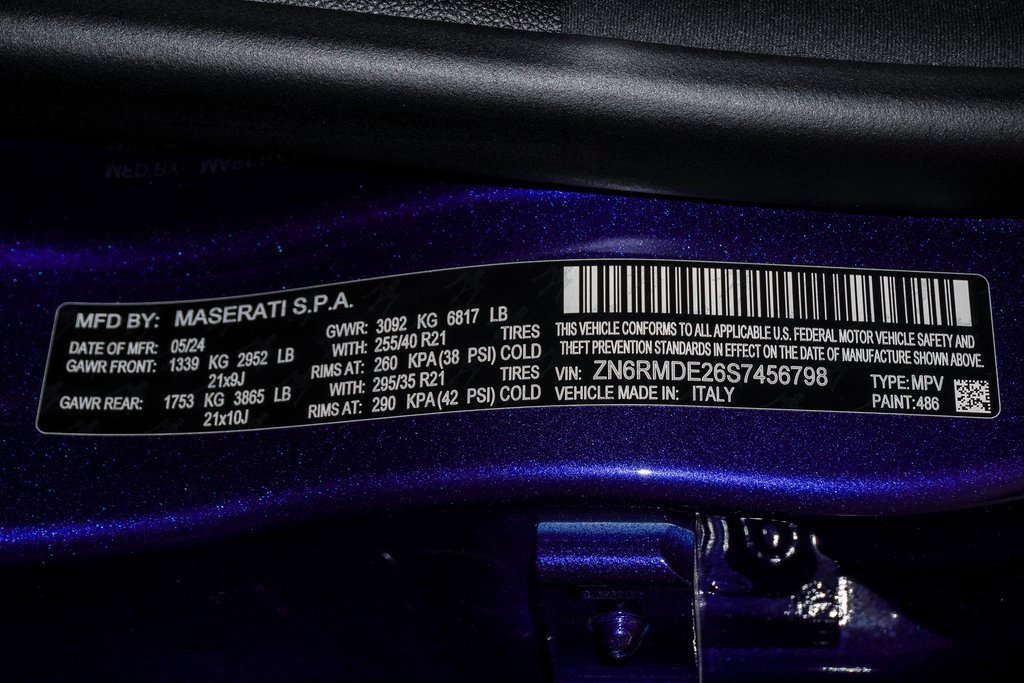 MFD BY: MASERATI S.P.A.
DATE OF MFR: 05/24 GVWR: 3092 KG 6817 LB
GAWR FRONT: 1339 KG 2952 LB WITH: 255/40 R21 TIRES
21x9J RIMS AT: 260 KPA(38 PSI) COLD
GAWR REAR: 1753 KG 3865 LB WITH: 295/35 R21 TIRES
21x10J RIMS AT: 290 KPA(42 PSI) COLD
THIS VEHICLE CONFORMS TO ALL APPLICABLE U.S. FEDERAL MOTOR VEHICLE SAFETY AND
THEFT PREVENTION STANDARDS IN EFFECT ON THE DATE OF MANUFACTURE SHOWN ABOVE.
VIN: ZN6RMDE26S7456798 TYPE: MPV
VEHICLE MADE IN: ITALY PAINT: 486